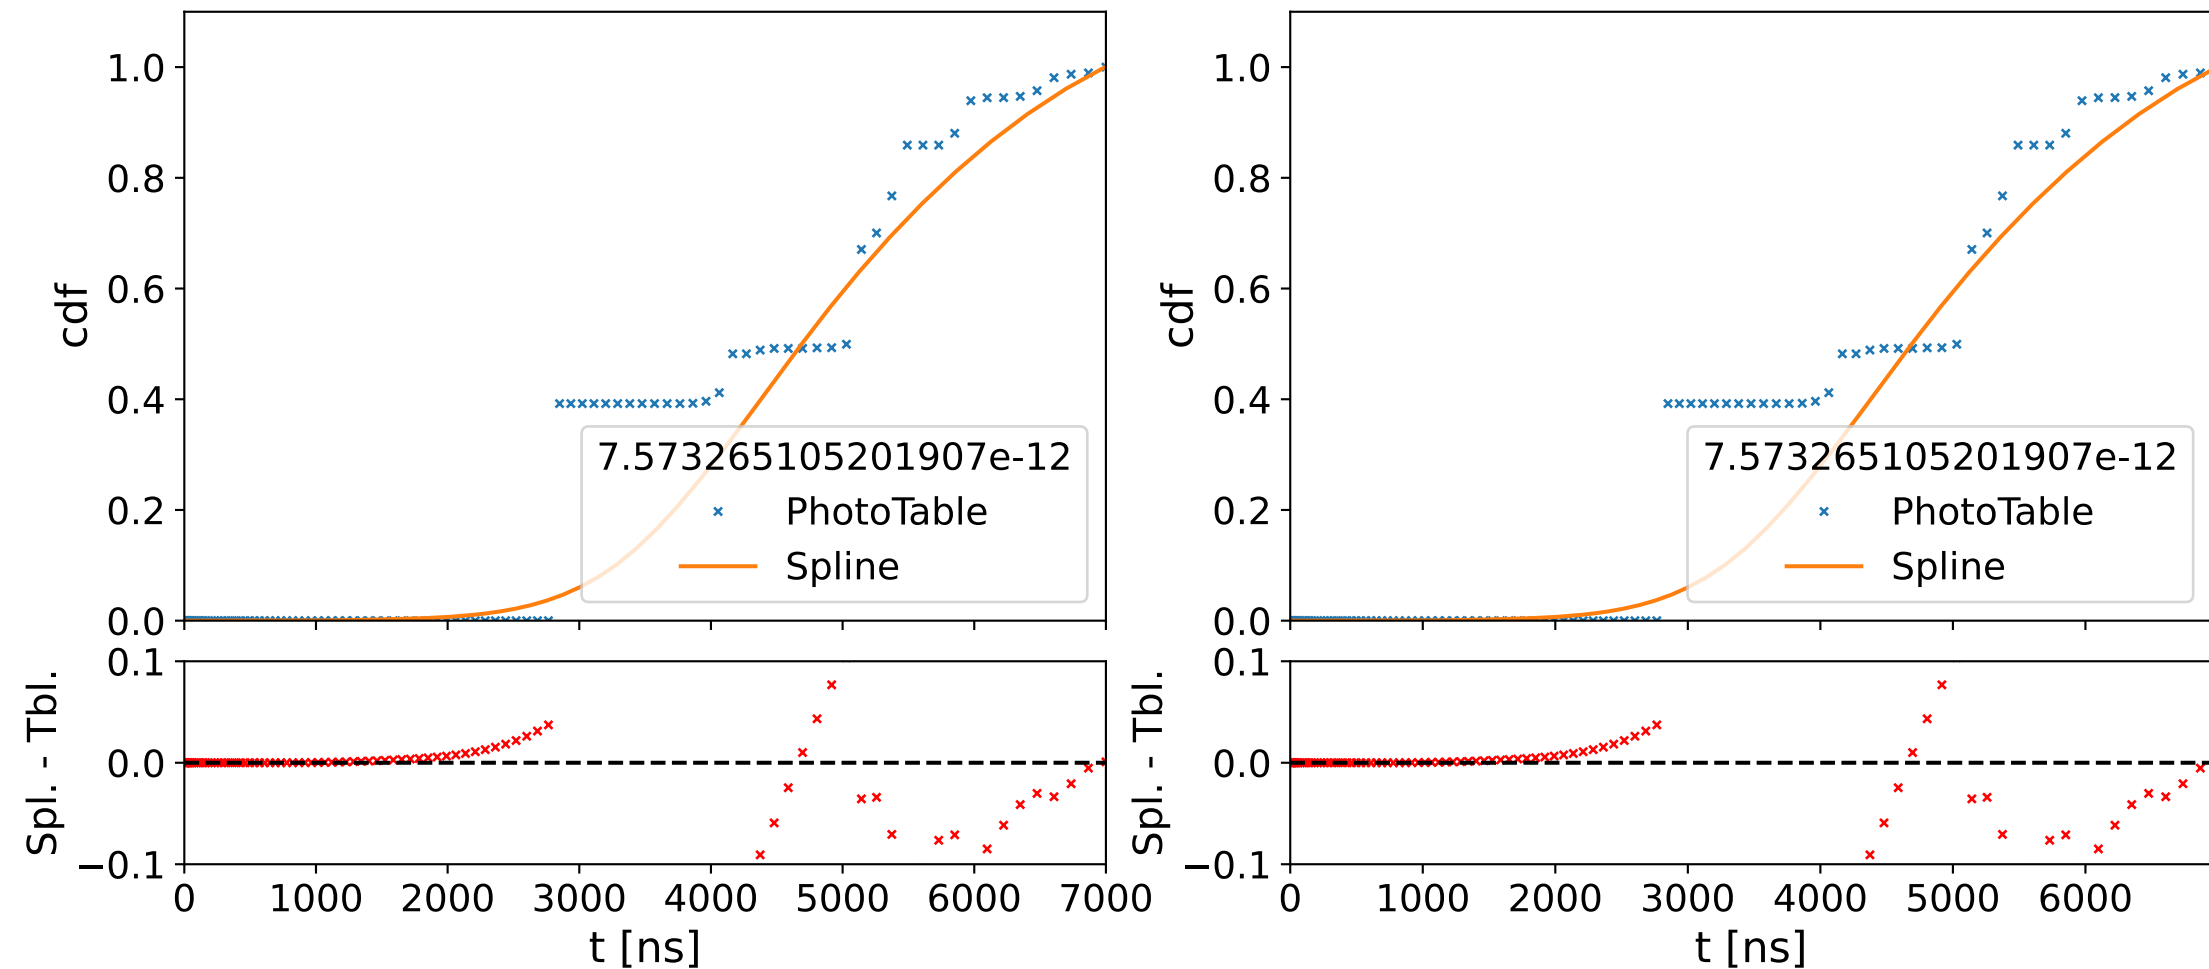 1.0
0.8
0.6
0.4
0.2
0.0
cdf
7.573265105201907e-12
PhotoTable
Spline
0.1
0.0
−0.1
Spl. - Tbl.
0 1000 2000 3000 4000 5000 6000 7000
t [ns]
1.0
0.8
0.6
0.4
0.2
0.0
cdf
7.573265105201907e-12
PhotoTable
Spline
0.1
0.0
−0.1
Spl. - Tbl.
0 1000 2000 3000 4000 5000 6000
t [ns]